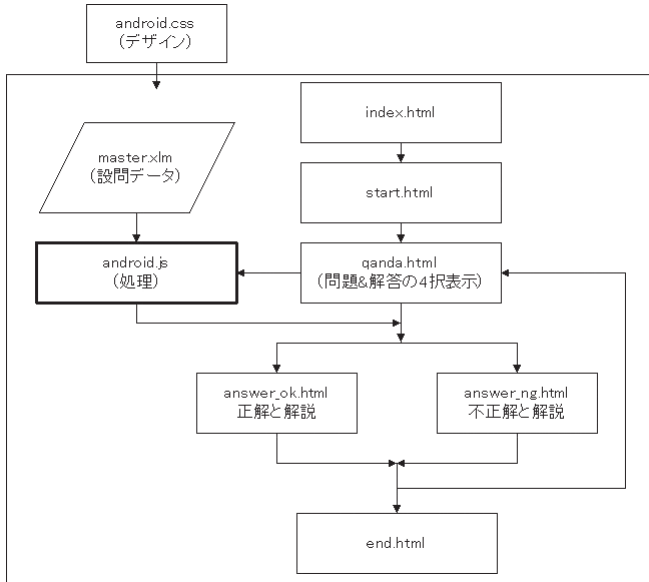 android.css
(デザイン)
index.html
master.xlm
(設問データ)
start.html
android.js
(処理)
qanda.html
(問題&解答の4択表示)
answer_ok.html
正解と解説
answer_ng.html
不正解と解説
end.html